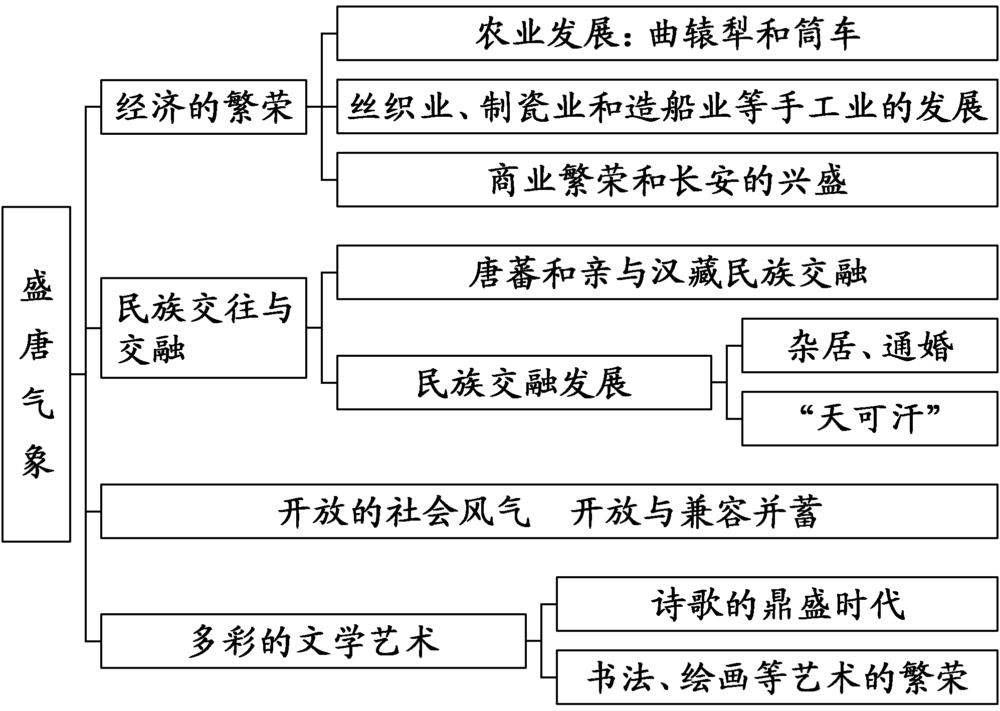 盛唐气象
经济的繁荣
农业发展：曲辕犁和筒车
丝织业、制瓷业和造船业等手工业的发展
商业繁荣和长安的兴盛
民族交往与
交融
唐蕃和亲与汉藏民族交融
民族交融发展
杂居、通婚
“天可汗”
开放的社会风气　开放与兼容并蓄
多彩的文学艺术
诗歌的鼎盛时代
书法、绘画等艺术的繁荣